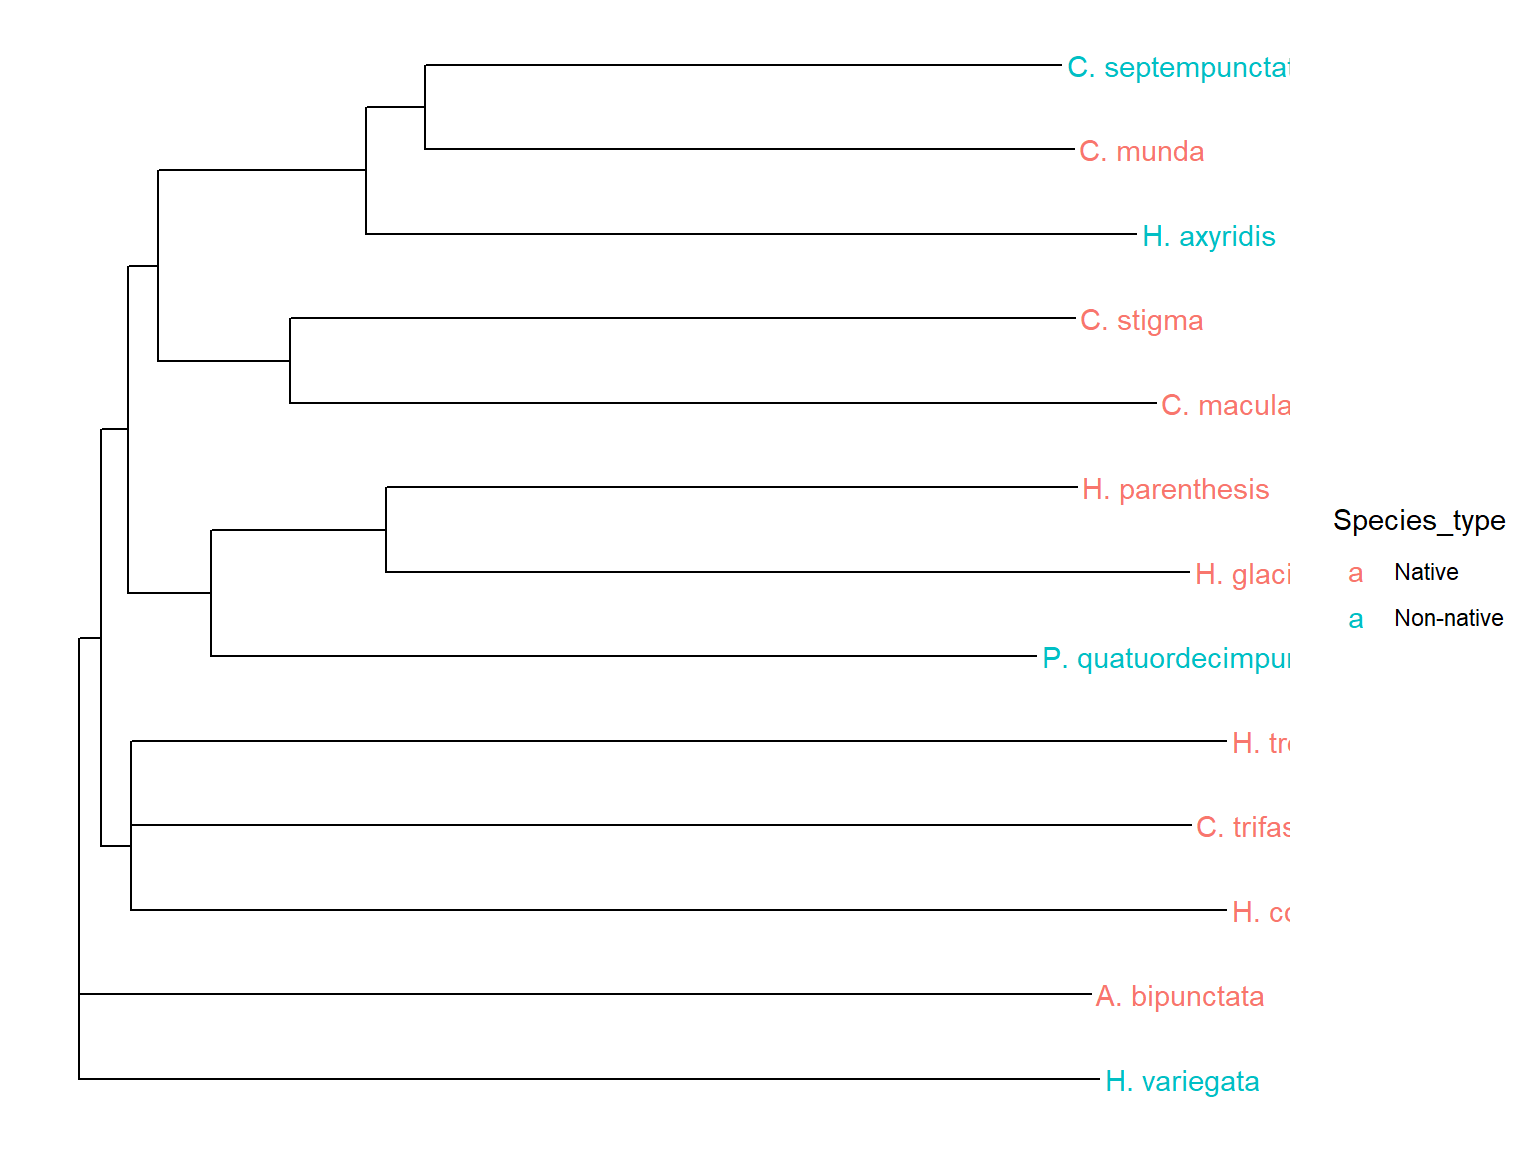 C. septempunctat
C. munda
H. axyridis
C. stigma
C. macula
H. parenthesis
H. glaci
P. quatuordecimpu
H. tr
C. trifas
H. c
A. bipunctata
H. variegata
Species_type
a Native
a Non-native